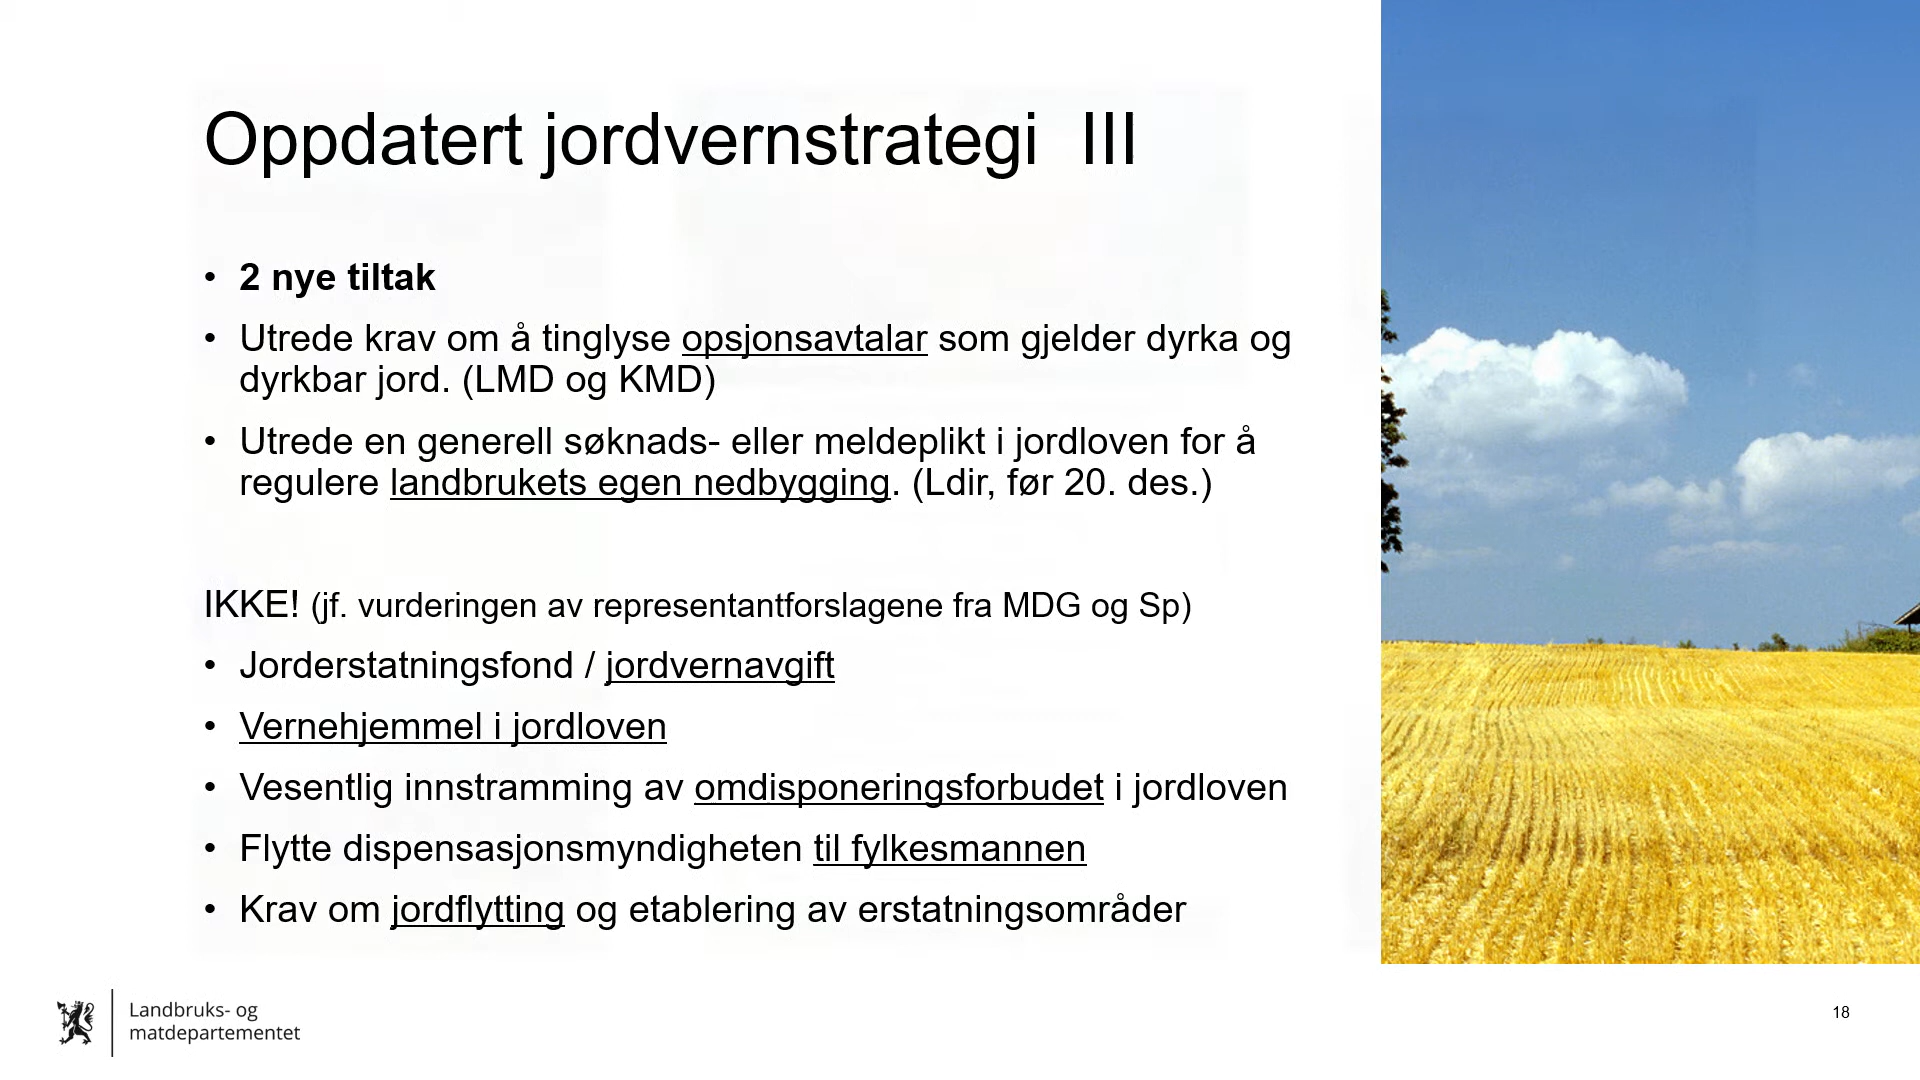 Oppdatert jordvernstrategi  III
• 2 nye tiltak
• Utrede krav om å tinglyse opsjonsavtalar som gjelder dyrka og
dyrkbar jord. (LMD og KMD)
• Utrede en generell søknads- eller meldeplikt i jordloven for å
regulere landbrukets egen nedbygging. (Ldir, før 20. des.)
IKKE! (jf. vurderingen av representantforslagene fra MDG og Sp)
• Jorderstatningsfond / jordvernavgift
• Vernehjemmel i jordloven
• Vesentlig innstramming av omdisponeringsforbudet i jordloven
• Flytte dispensasjonsmyndigheten til fylkesmannen
• Krav om jordflytting og etablering av erstatningsområder
Landbruks- og
matdepartementet
18